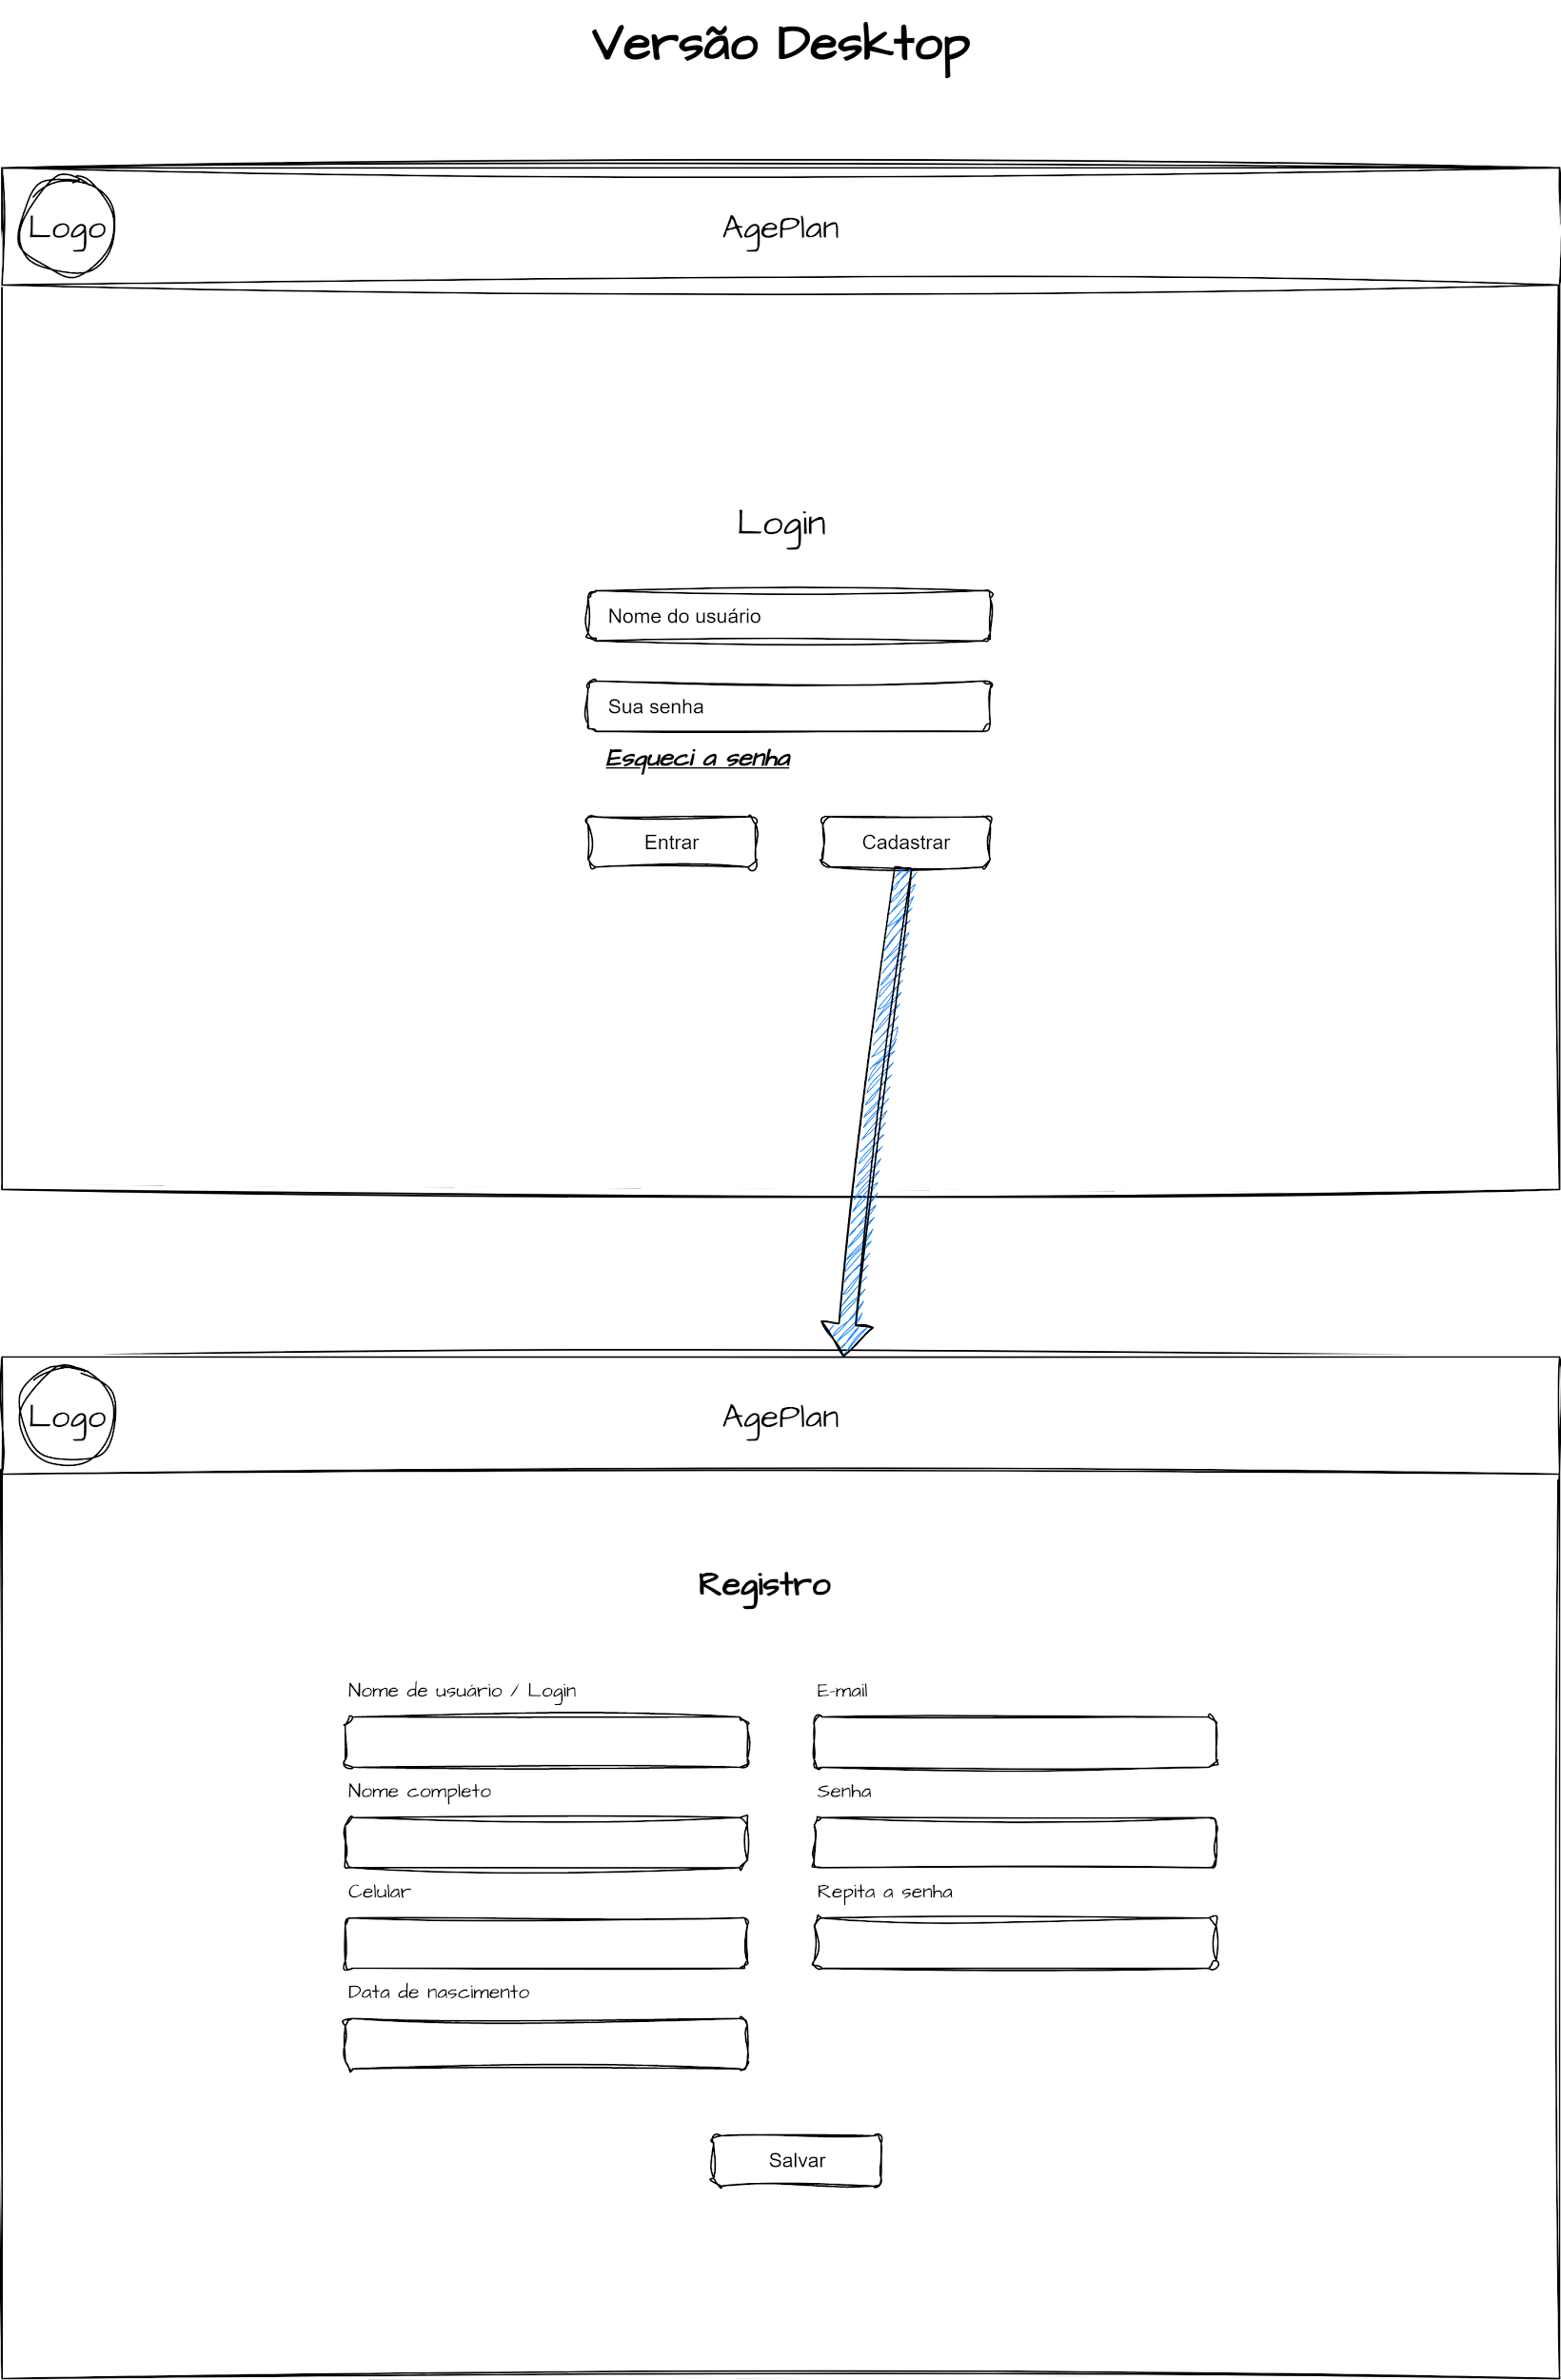 Versão Desktop
Logo
AgePlan
Login
Nome do usuário
Sua senha
Esqueci a senha
Entrar
Cadastrar
Logo
AgePlan
Registro
Nome de usuário / Login
E-mail
Nome completo
Senha
Celular
Repita a senha
Data de nascimento
Salvar